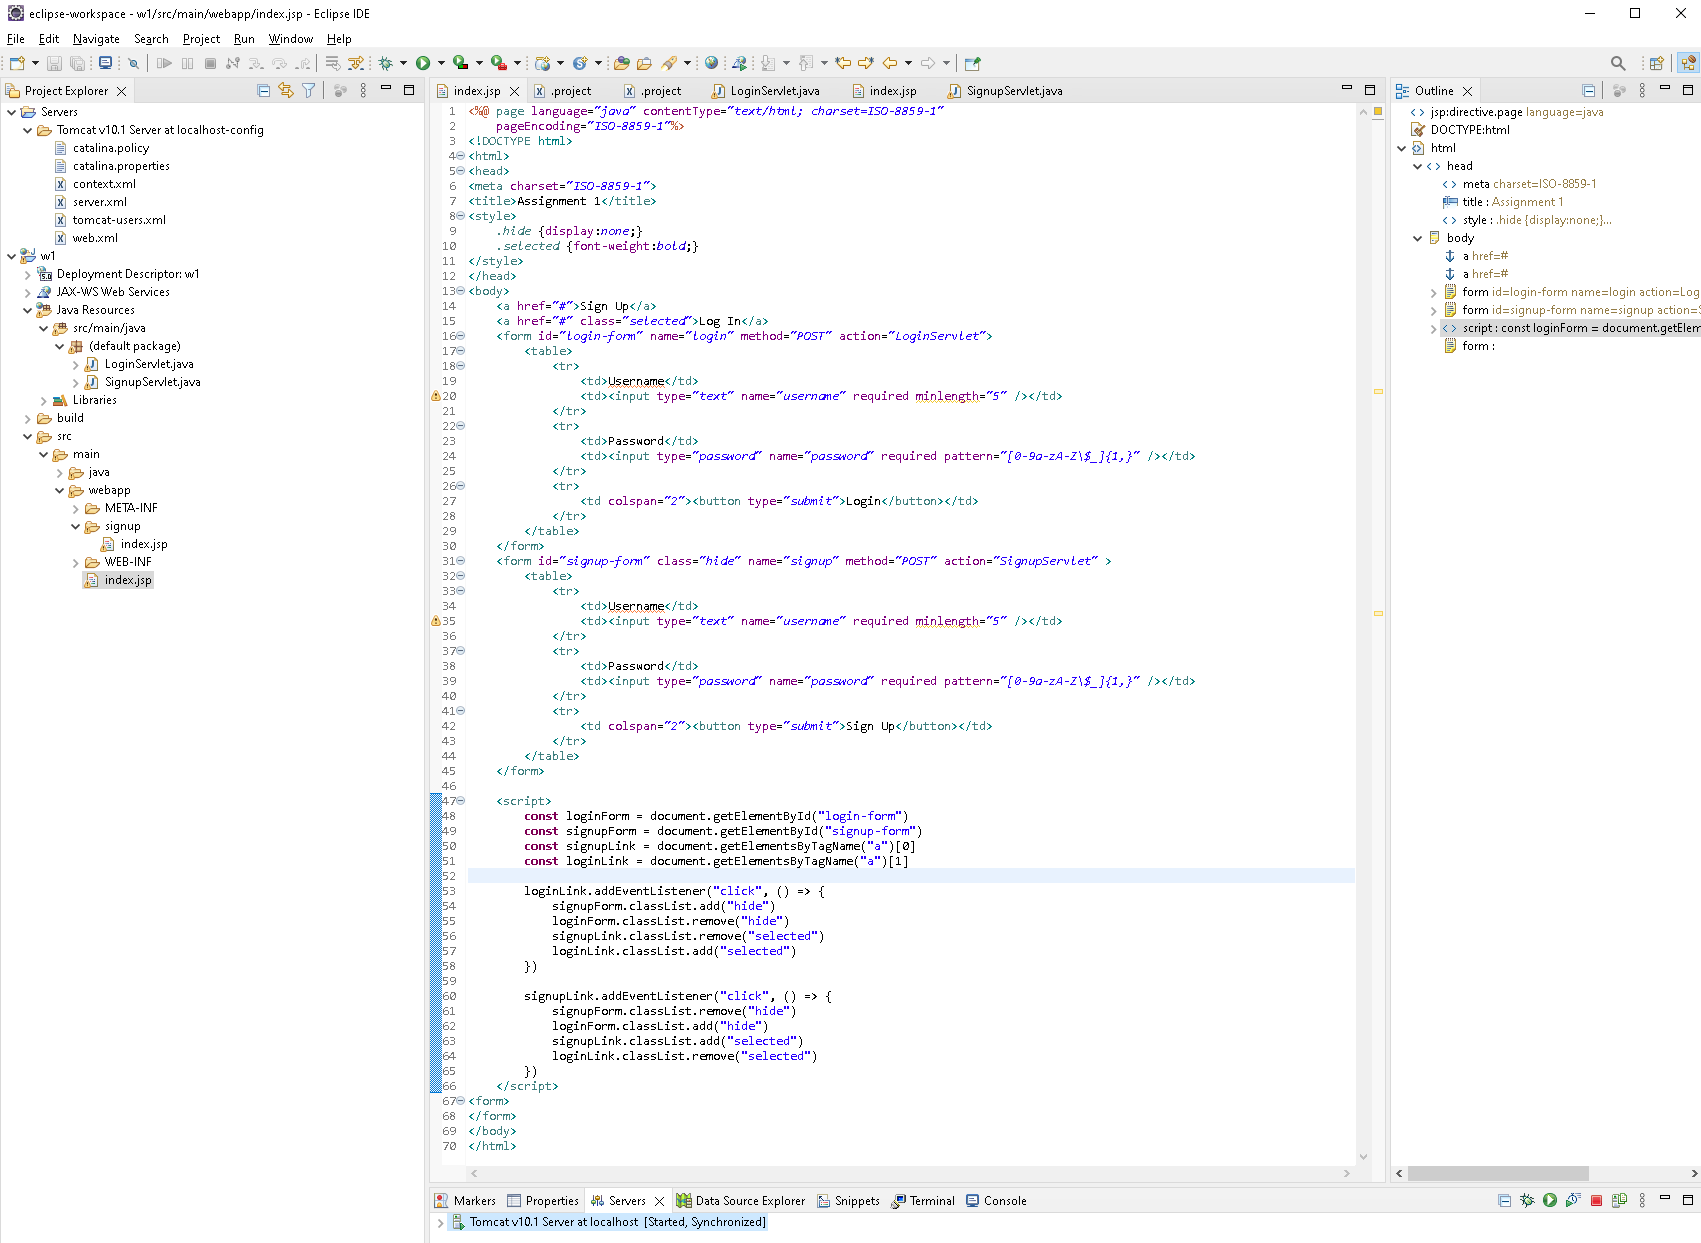 eclipse-workspace - w1/src/main/webapp/index.jsp - Eclipse IDE
File Edit Navigate Search Project Run Window Help
Project Explorer
Servers
Tomcat v10.1 Server at localhost-config
catalina.policy
catalina.properties
context.xml
server.xml
tomcat-users.xml
web.xml
w1
Deployment Descriptor: w1
JAX-WS Web Services
Java Resources
src/main/java
(default package)
LoginServlet.java
SignupServlet.java
Libraries
build
src
main
java
webapp
META-INF
signup
index.jsp
WEB-INF
index.jsp
index.jsp .project .project LoginServlet.java index.jsp SignupServlet.java
1 <%@ page language="java" contentType="text/html; charset=ISO-8859-1"
2 pageEncoding="ISO-8859-1"%>
3 <!DOCTYPE html>
4 <html>
5 <head>
6 <meta charset="ISO-8859-1">
7 <title>Assignment 1</title>
8 <style>
9 .hide {display:none;}
10 .selected {font-weight:bold;}
11 </style>
12 </head>
13 <body>
14 <a href="#">Sign Up</a>
15 <a href="#" class="selected">Log In</a>
16 <form id="login-form" name="login" method="POST" action="LoginServlet">
17 <table>
18 <tr>
19 <td>Username</td>
20 <td><input type="text" name="username" required minlength="5" /></td>
21 </tr>
22 <tr>
23 <td>Password</td>
24 <td><input type="password" name="password" required pattern="[0-9a-zA-Z\$_]{1,}" /></td>
25 </tr>
26 <tr>
27 <td colspan="2"><button type="submit">Login</button></td>
28 </tr>
29 </table>
30 </form>
31 <form id="signup-form" class="hide" name="signup" method="POST" action="SignupServlet" >
32 <table>
33 <tr>
34 <td>Username</td>
35 <td><input type="text" name="username" required minlength="5" /></td>
36 </tr>
37 <tr>
38 <td>Password</td>
39 <td><input type="password" name="password" required pattern="[0-9a-zA-Z\$_]{1,}" /></td>
40 </tr>
41 <tr>
42 <td colspan="2"><button type="submit">Sign Up</button></td>
43 </tr>
44 </table>
45 </form>
46
47 <script>
48 const loginForm = document.getElementById("login-form")
49 const signupForm = document.getElementById("signup-form")
50 const signupLink = document.getElementsByTagName("a")[0]
51 const loginLink = document.getElementsByTagName("a")[1]
52
53 loginLink.addEventListener("click", () => {
54 signupForm.classList.add("hide")
55 loginForm.classList.remove("hide")
56 signupLink.classList.remove("selected")
57 loginLink.classList.add("selected")
58 })
59
60 signupLink.addEventListener("click", () => {
61 signupForm.classList.remove("hide")
62 loginForm.classList.add("hide")
63 signupLink.classList.add("selected")
64 loginLink.classList.remove("selected")
65 })
66 </script>
67 <form>
68 </form>
69 </body>
70 </html>
Outline
jsp:directive.page language=java
DOCTYPE:html
html
head
meta charset=ISO-8859-1
title : Assignment 1
style : .hide {display:none;}...
body
a href=#
a href=#
form id=login-form name=login action=Log
form id=signup-form name=signup action=S
script : const loginForm = document.getElem
form :
Markers Properties Servers Data Source Explorer Snippets Terminal Console
Tomcat v10.1 Server at localhost [Started, Synchronized]